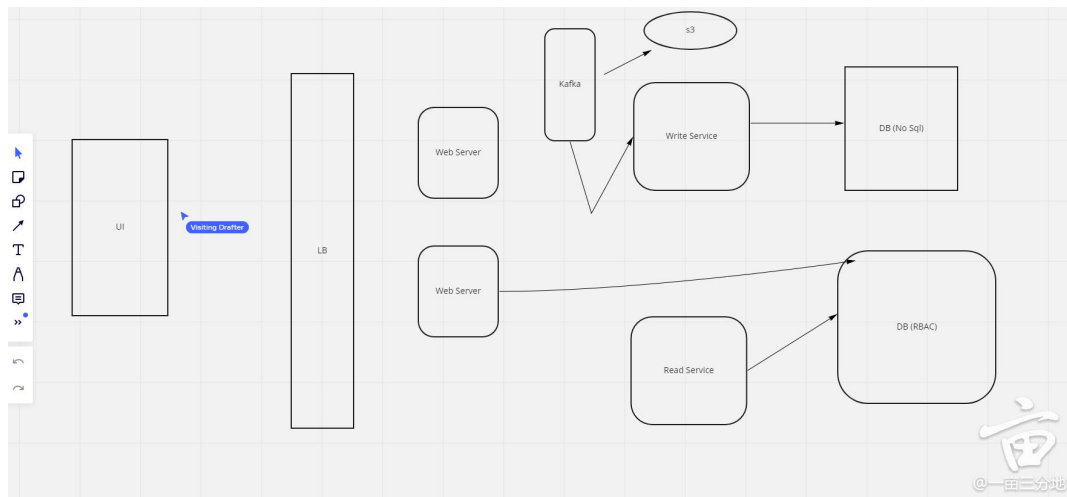 s3
Kafka
Write Service
DB (No Sql)
Web Server
UI
Visiting Drafter
LB
Web Server
DB (RBAC)
Read Service
T
亩
@一亩三分地